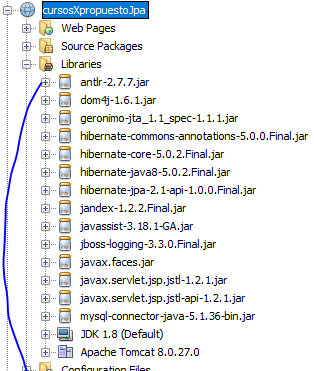 cursosXpropuestoJpa
Web Pages
Source Packages
Libraries
antlr-2.7.7.jar
dom4j-1.6.1.jar
geronimo-jta_1.1_spec-1.1.1.jar
hibernate-commons-annotations-5.0.0.Final.jar
hibernate-core-5.0.2.Final.jar
hibernate-java8-5.0.2.Final.jar
hibernate-jpa-2.1-api-1.0.0.Final.jar
jandex-1.2.2.Final.jar
javassist-3.18.1-GA.jar
jboss-logging-3.3.0.Final.jar
javax.faces.jar
javax.servlet.jsp.jstl-1.2.1.jar
javax.servlet.jsp.jstl-api-1.2.1.jar
mysql-connector-java-5.1.36-bin.jar
JDK 1.8 (Default)
Apache Tomcat 8.0.27.0
Configuration Files